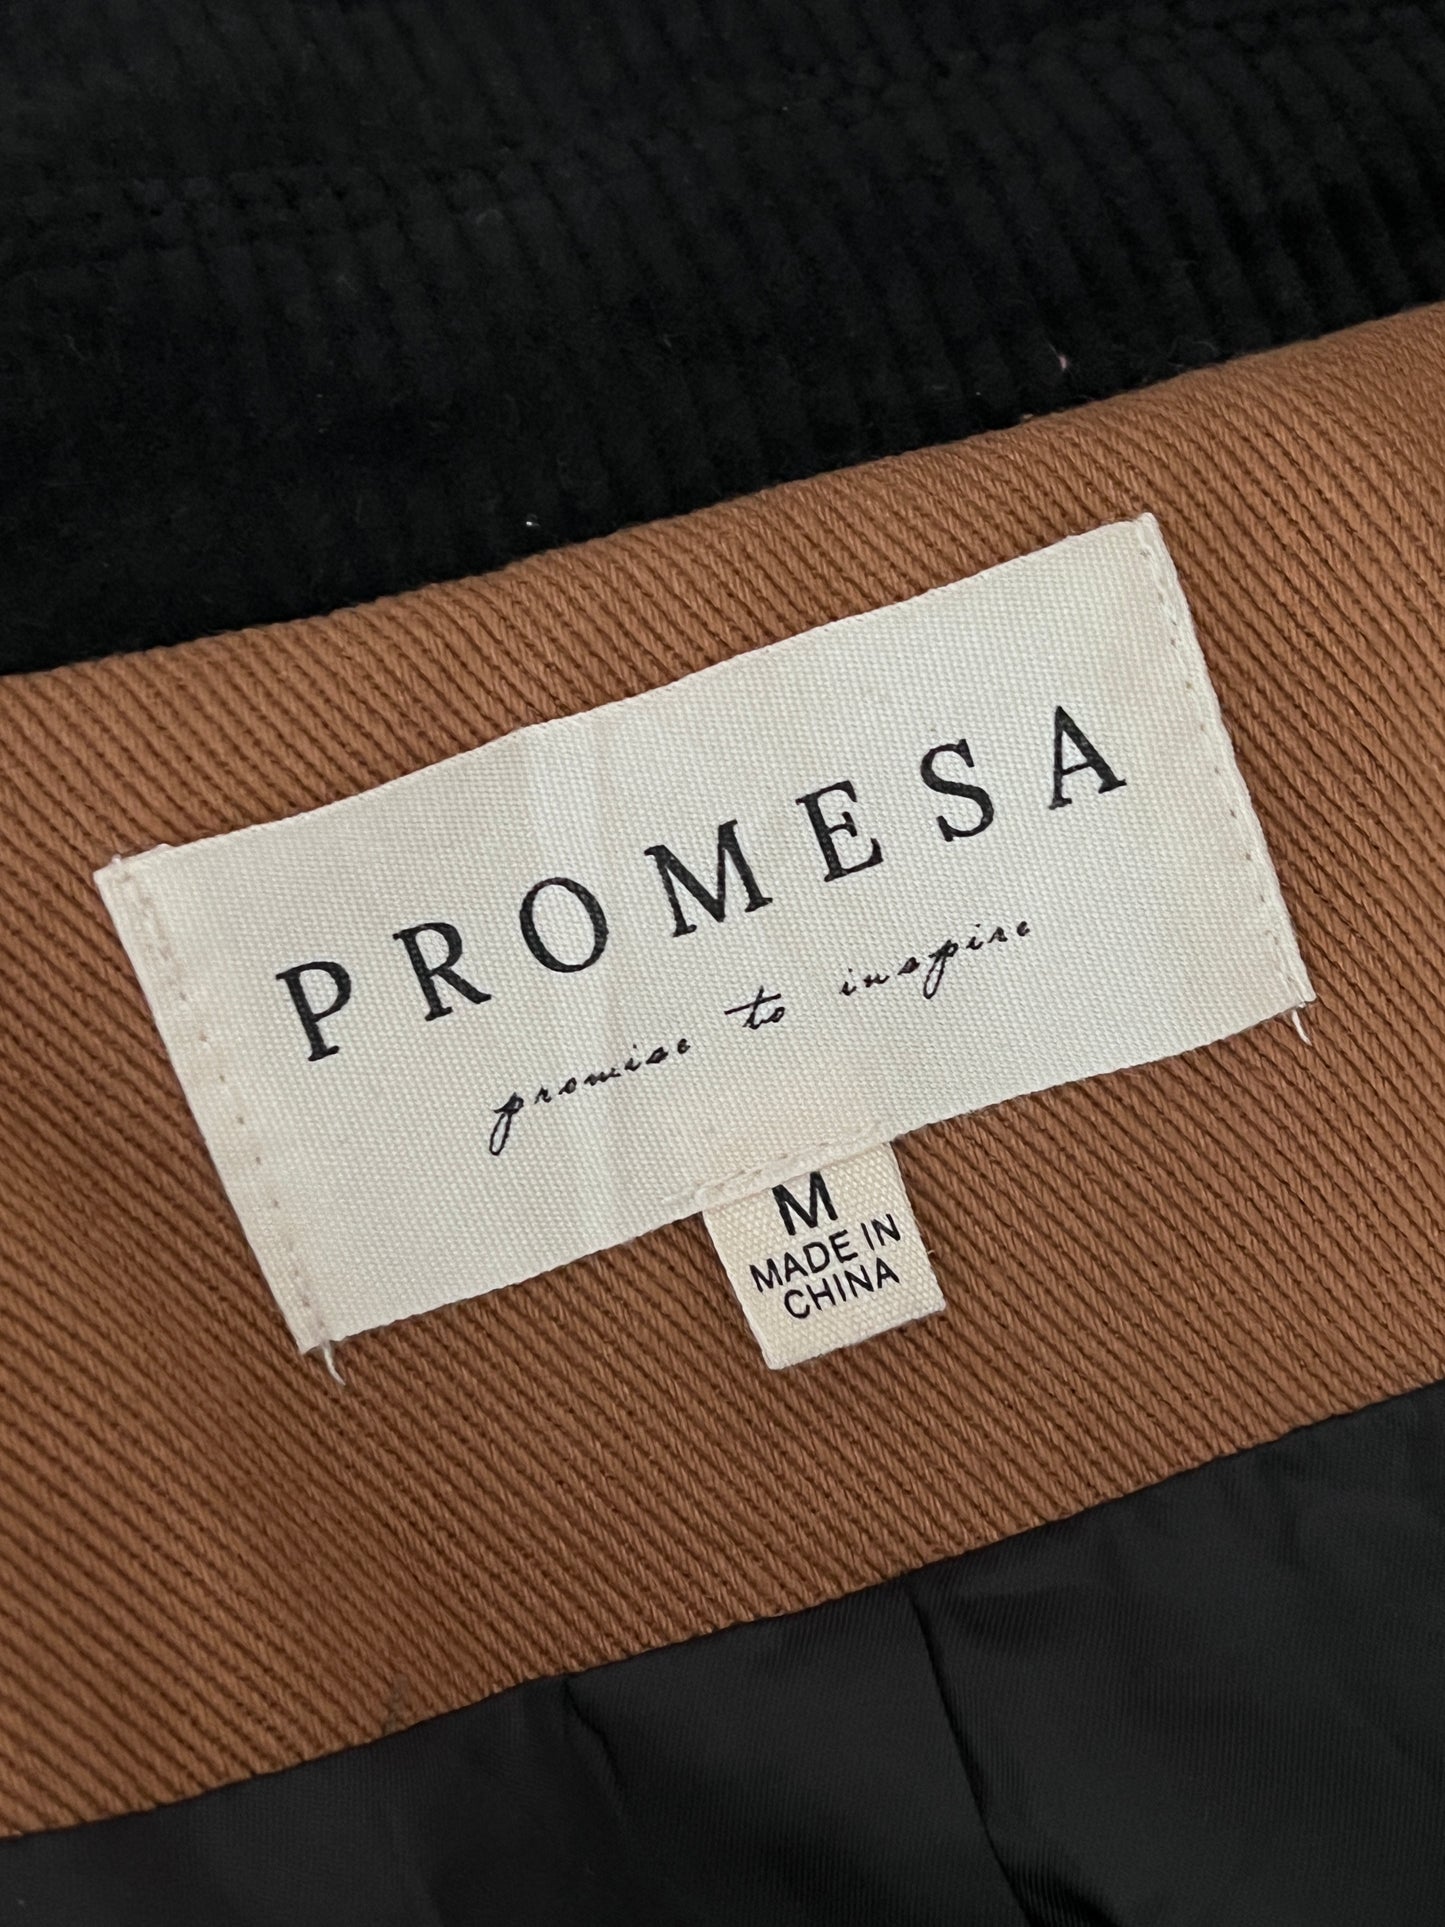 PROMESA
promise to inspire
M
MADE IN
CHINA